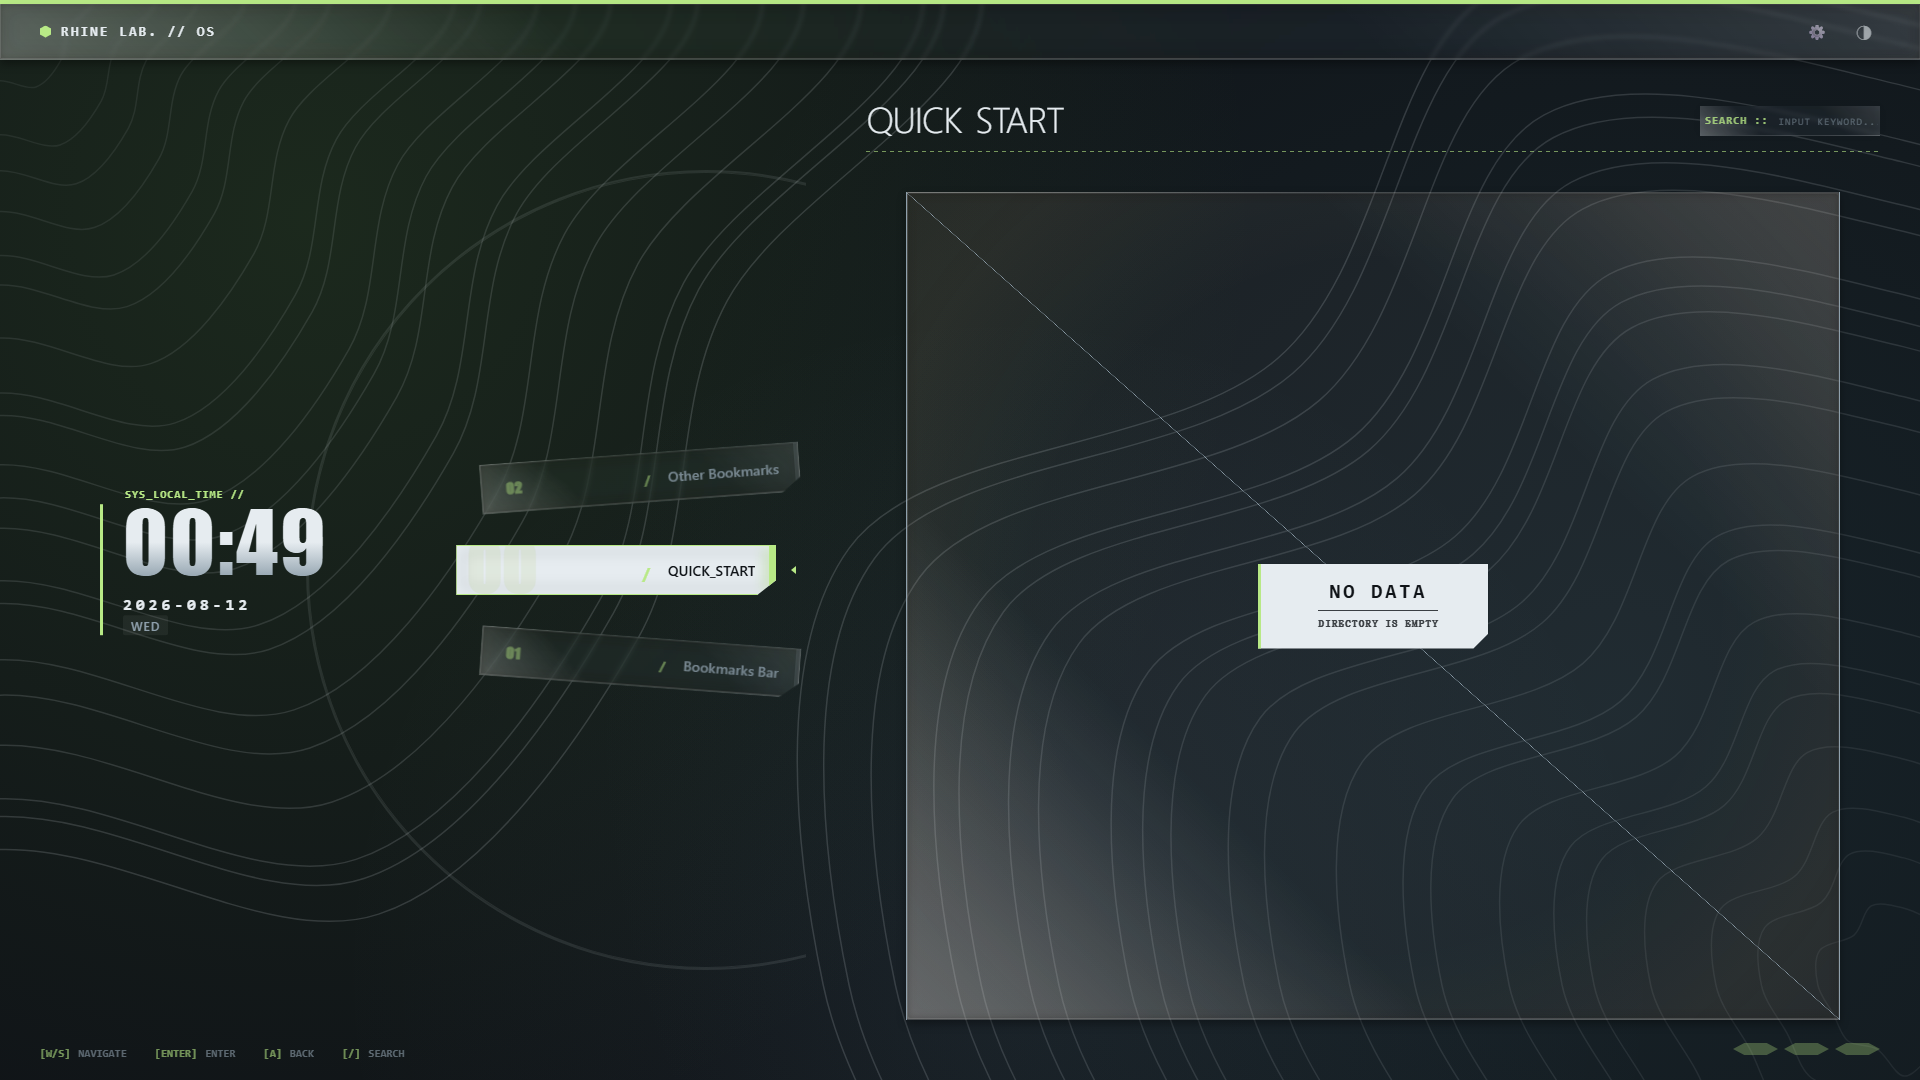 RHINE LAB. // OS
QUICK START
SEARCH :: INPUT KEYWORD..
02 / Other Bookmarks
SYS_LOCAL_TIME //
00:49
/ QUICK_START
2026-08-12
WED
NO DATA
DIRECTORY IS EMPTY
01 / Bookmarks Bar
[W/S] NAVIGATE [ENTER] ENTER [A] BACK [/] SEARCH